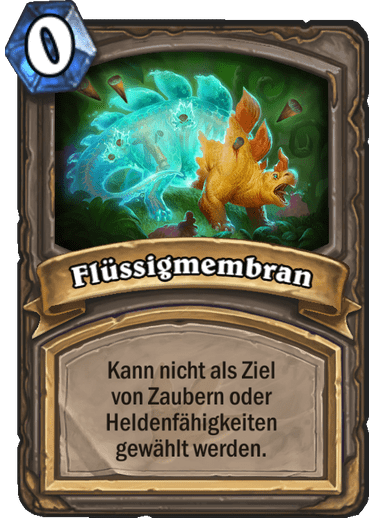 0
Flüssigmembran
Kann nicht als Ziel
von Zaubern oder
Heldenfähigkeiten
gewählt werden.